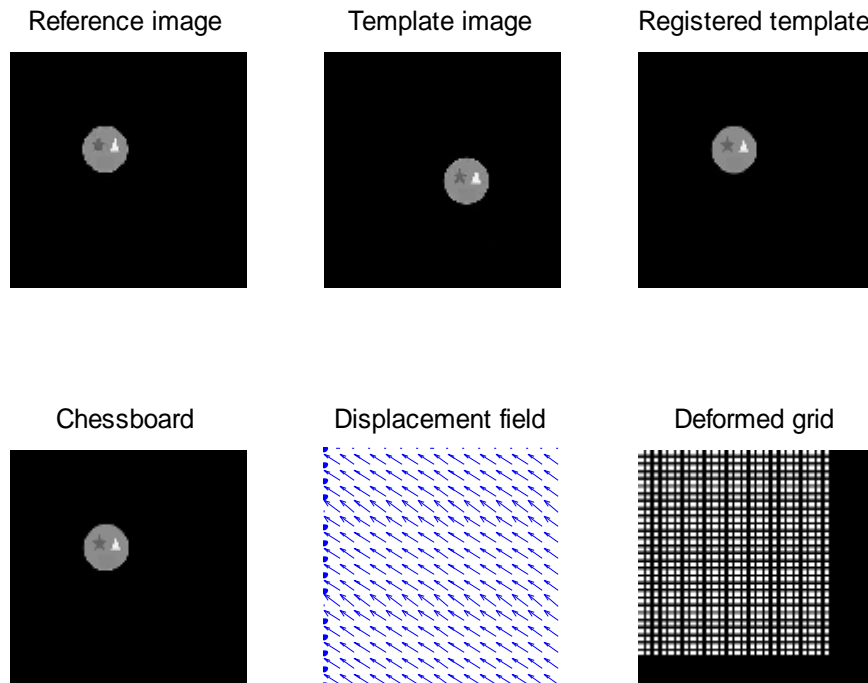 Reference image
Template image
Registered template
Chessboard
Displacement field
Deformed grid